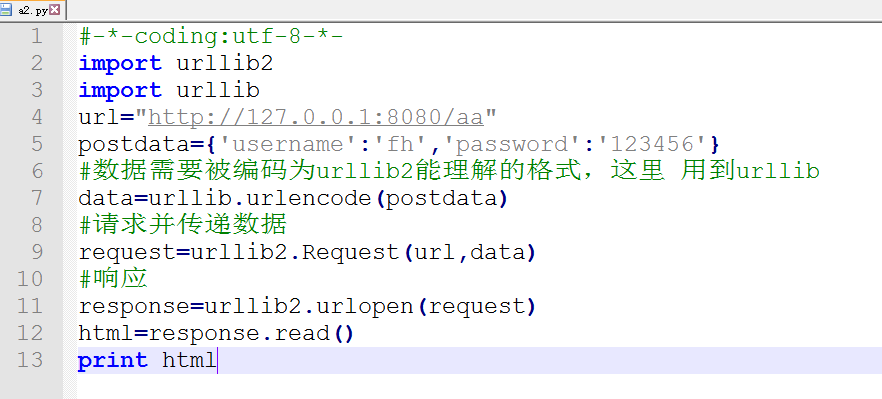 a2.py
1 #-*-coding:utf-8-*-
2 import urllib2
3 import urllib
4 url="http://127.0.0.1:8080/aa"
5 postdata={'username':'fh','password':'123456'}
6 #数据需要被编码为urllib2能理解的格式，这里 用到urllib
7 data=urllib.urlencode(postdata)
8 #请求并传递数据
9 request=urllib2.Request(url,data)
10 #响应
11 response=urllib2.urlopen(request)
12 html=response.read()
13 print html